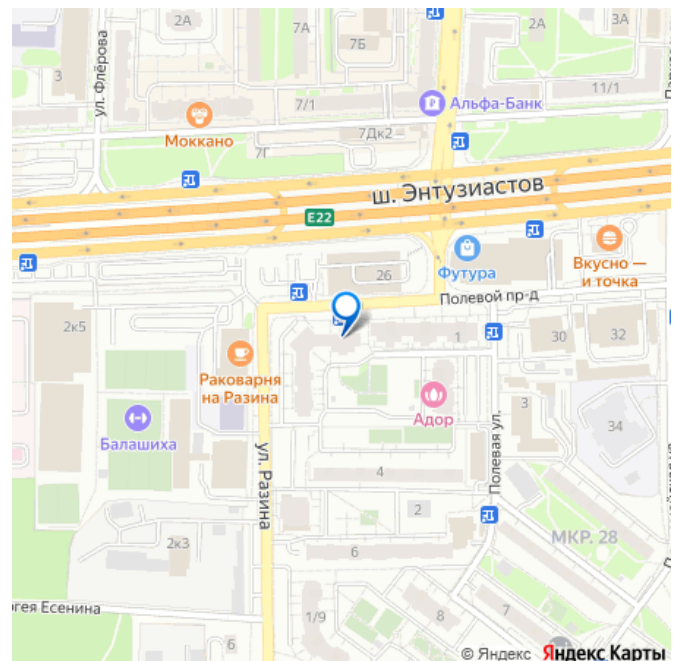 2А
7А
7Б
2А
3А
3
ул. Флёрова
7/1
Альфа-Банк
11/1
Моккано
7Г
7Дк2
ш. Энтузиастов
E22
26
Футура
Вкусно —
и точка
Полевой пр-д
2к5
1
30
32
Раковарня
на Разина
Адор
3
34
Балашиха
ул. Разина
4
Полевая ул.
2
МКР. 28
2к3
6
ргея Есенина
1/9
8
7
6
© Яндекс Яндекс Карты